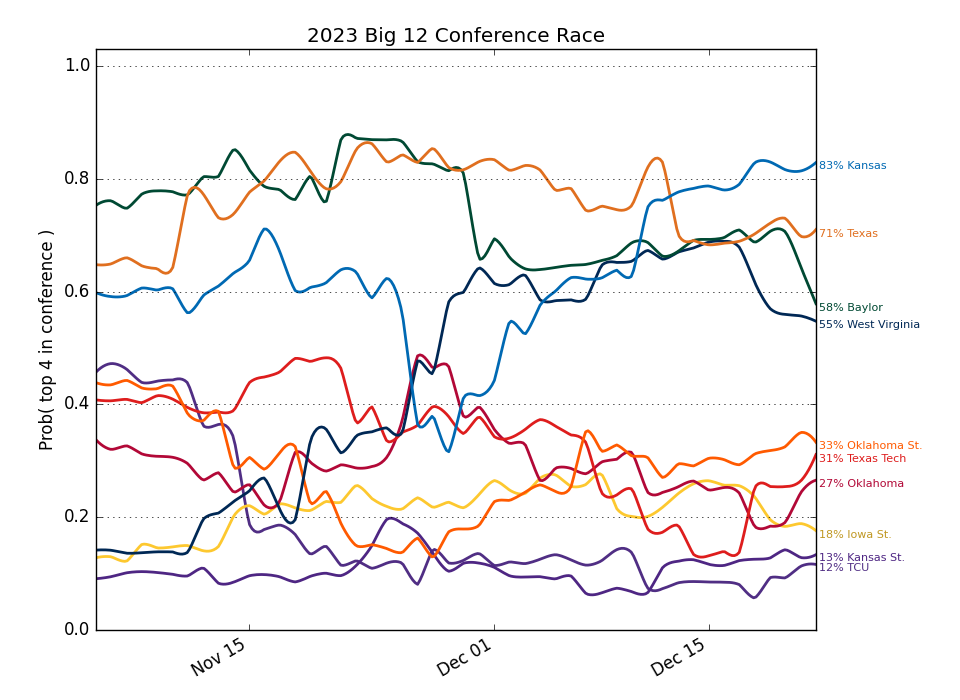 2023 Big 12 Conference Race
Prob( top 4 in conference )
1.0
0.8
0.6
0.4
0.2
0.0
Nov 15
Dec 01
Dec 15
83% Kansas
71% Texas
58% Baylor
55% West Virginia
33% Oklahoma St.
31% Texas Tech
27% Oklahoma
18% Iowa St.
13% Kansas St.
12% TCU